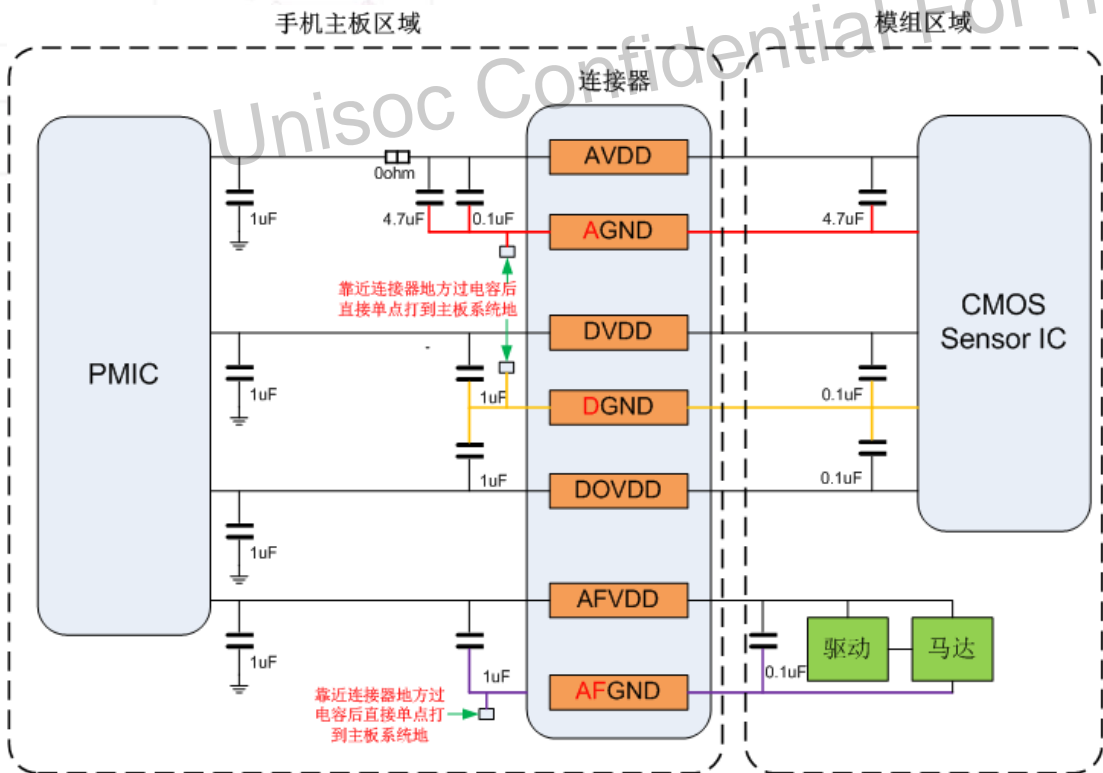 手机主板区域
模组区域
Unisoc Confidential For
连接器
PMIC
0ohm
1uF
4.7uF
0.1uF
AVDD
AGND
4.7uF
靠近连接器地方过电容后
直接单点打到主板系统地
CMOS
Sensor IC
1uF
1uF
DVDD
DGND
0.1uF
1uF
DOVDD
0.1uF
1uF
1uF
AFVDD
驱动
马达
1uF
AFGND
0.1uF
靠近连接器地方过
电容后直接单点打
到主板系统地